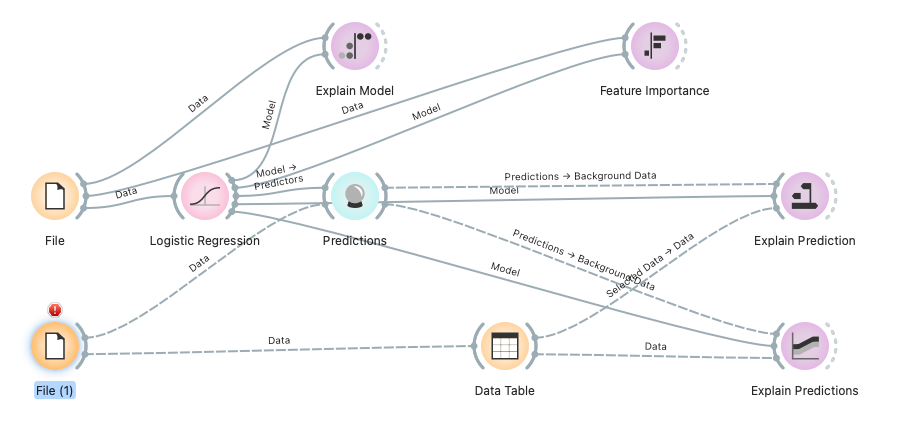 Explain Model
Feature Importance
Data
Model
Data
Model
Data
Model →
Predictors
Predictions → Background Data
Model
File
Logistic Regression
Predictions
Explain Prediction
Data
Predictions → Background Data
Selected Data → Data
Model
!
Data
Data
File (1)
Data Table
Explain Predictions